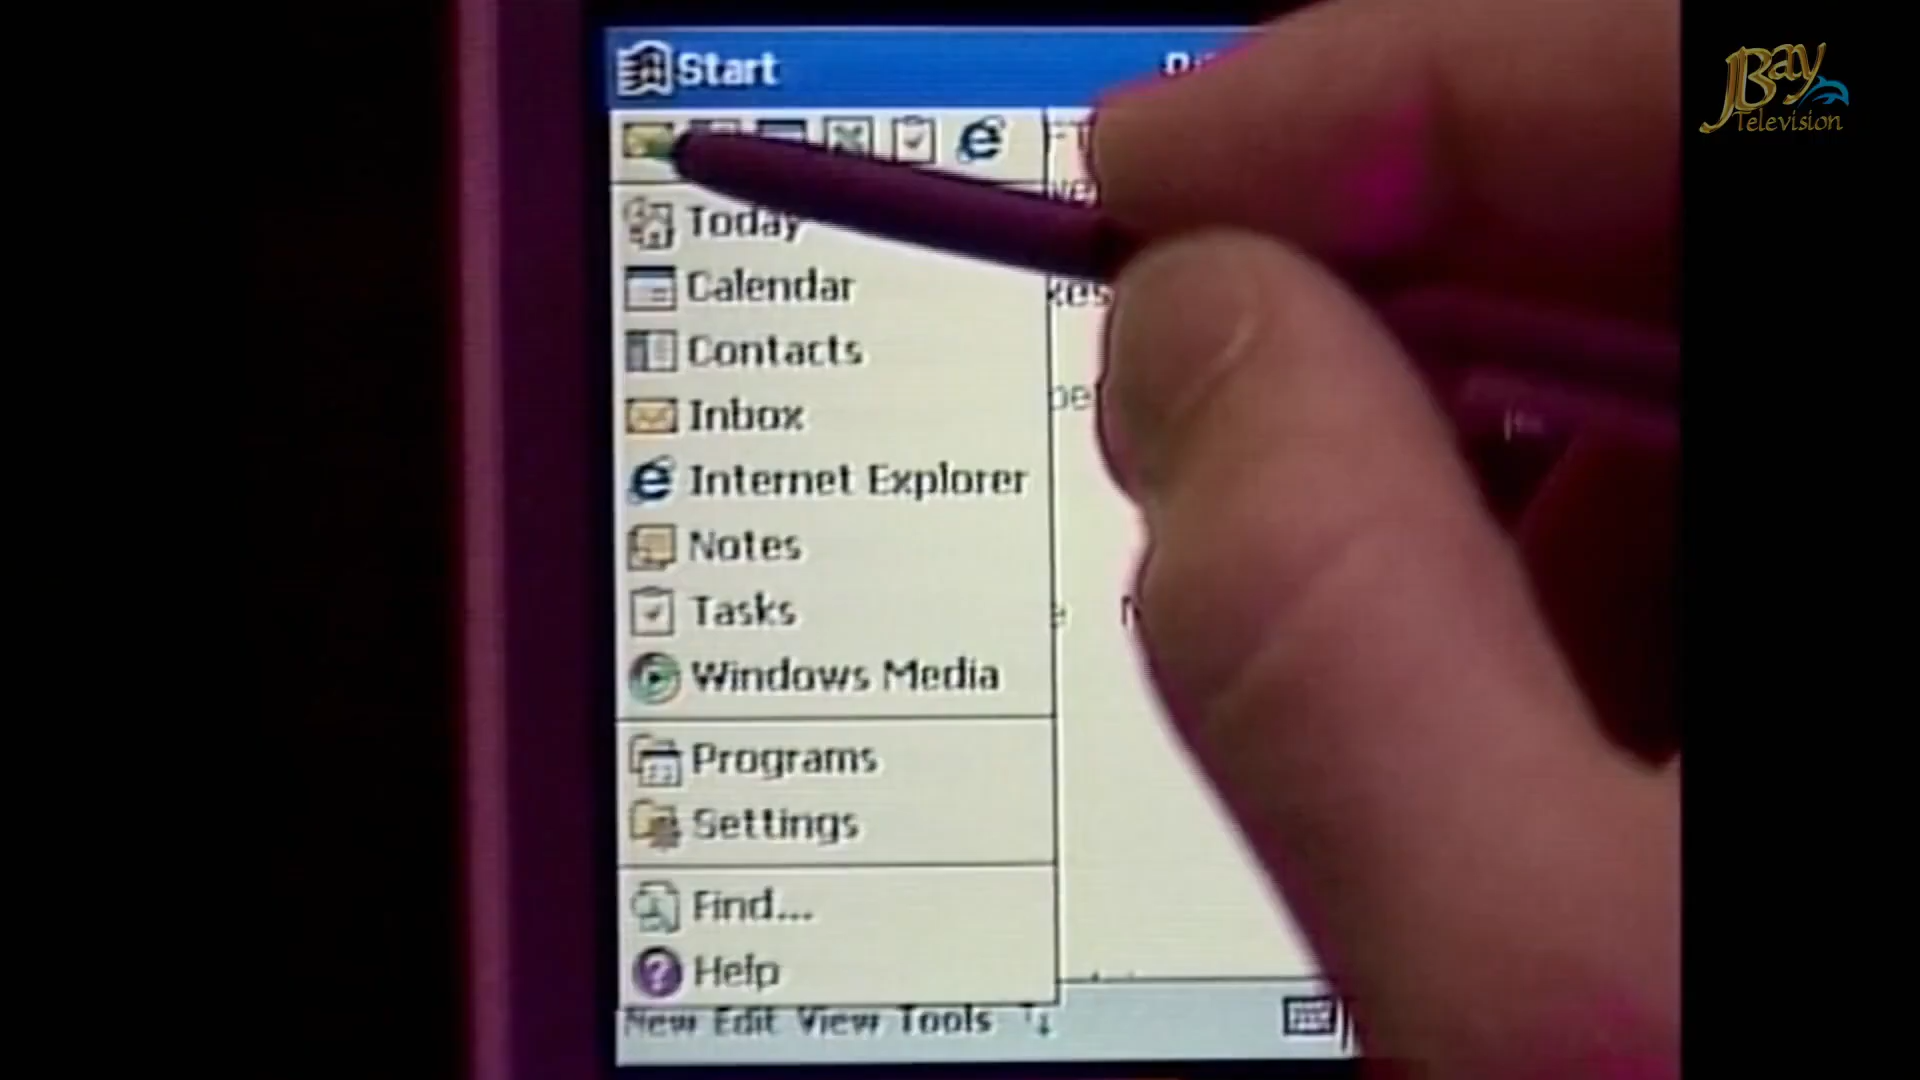 Start
JBay
Television
Today
Calendar
Contacts
Inbox
Internet Explorer
Notes
Tasks
Windows Media
Programs
Settings
Find...
Help
New Edit View Tools